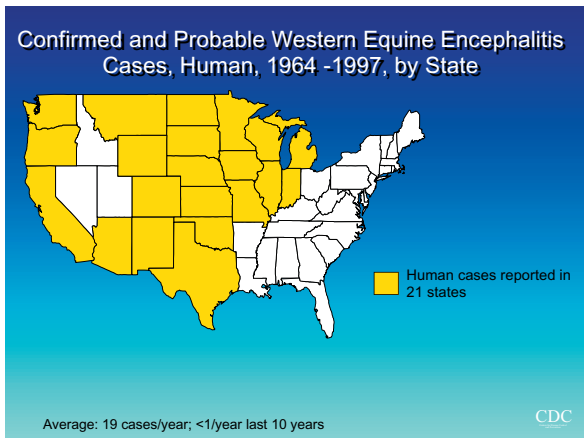 Confirmed and Probable Western Equine Encephalitis
Cases, Human, 1964 -1997, by State
Human cases reported in
21 states
Average: 19 cases/year; <1/year last 10 years
CDC